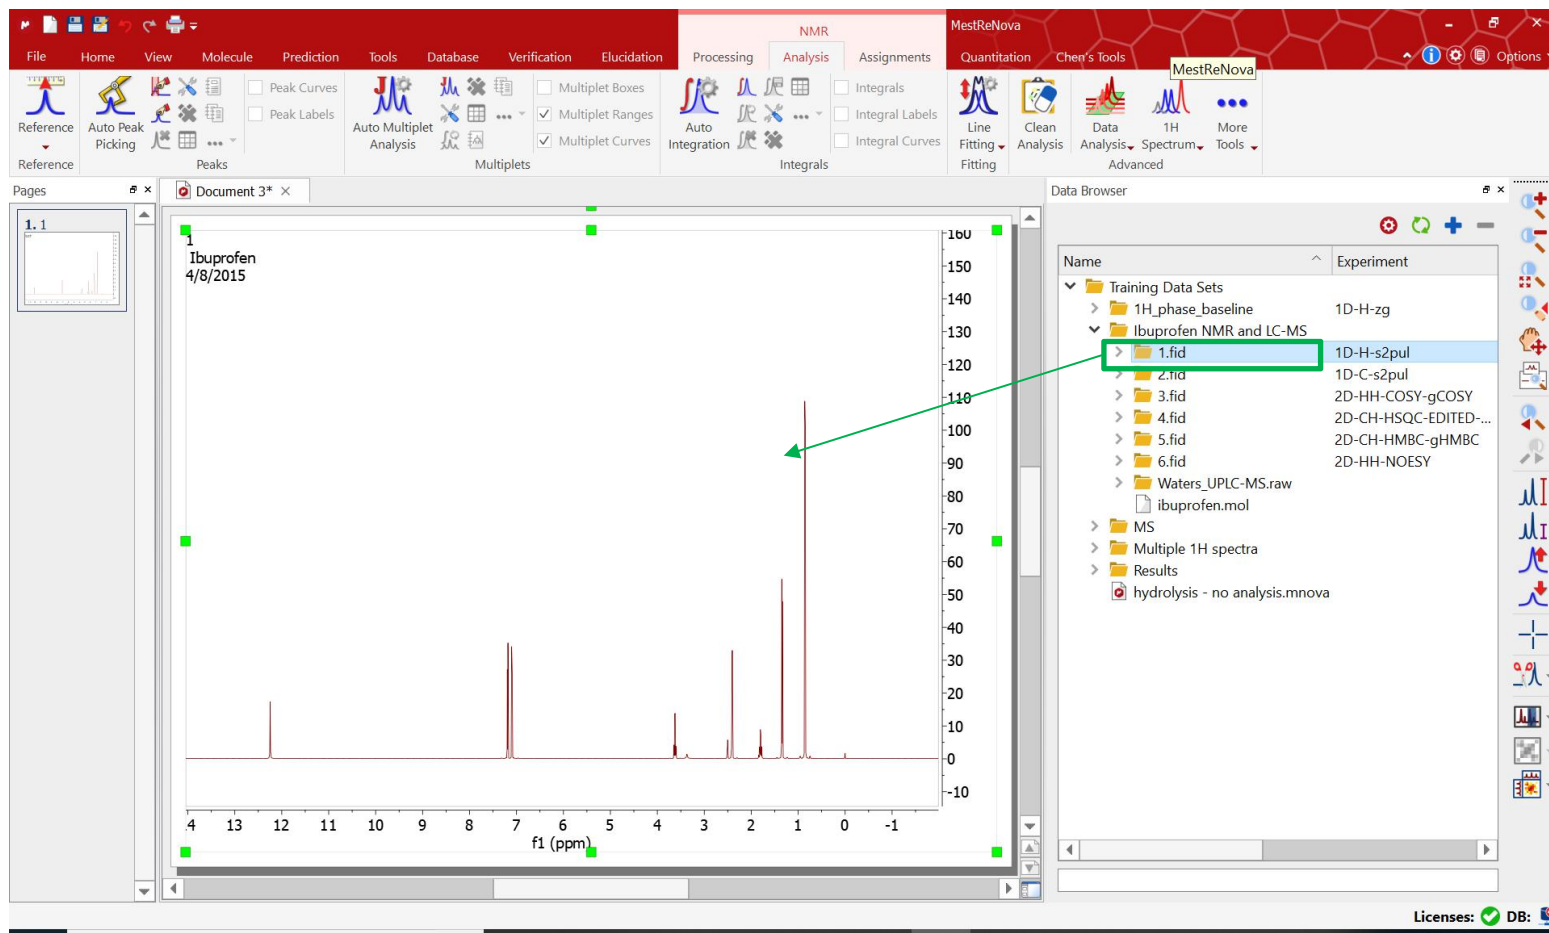 NMR
MestReNova
File Home View Molecule Prediction Tools Database Verification Elucidation Processing Analysis Assignments Quantitation Chen's Tools Options
MestReNova
Reference
Auto Peak Picking
Peak Curves
Peak Labels
Auto Multiplet Analysis
Multiplet Boxes
Multiplet Ranges
Multiplet Curves
Auto Integration
Integrals
Integral Labels
Integral Curves
Line Fitting
Clean Analysis
Data Analysis
1H Spectrum
More Tools
Reference Peaks Multiplets Integrals Fitting Advanced
Pages
Document 3*
Data Browser
1. 1
1
Ibuprofen
4/8/2015
160
150
140
130
120
110
100
90
80
70
60
50
40
30
20
10
0
-10
13 12 11 10 9 8 7 6 5 4 3 2 1 0 -1
f1 (ppm)
Name Experiment
Training Data Sets
1H_phase_baseline 1D-H-zg
Ibuprofen NMR and LC-MS
1.fid 1D-H-s2pul
2.fid 1D-C-s2pul
3.fid 2D-HH-COSY-gCOSY
4.fid 2D-CH-HSQC-EDITED-...
5.fid 2D-CH-HMBC-gHMBC
6.fid 2D-HH-NOESY
Waters_UPLC-MS.raw
ibuprofen.mol
MS
Multiple 1H spectra
Results
hydrolysis - no analysis.mnova
Licenses: DB: